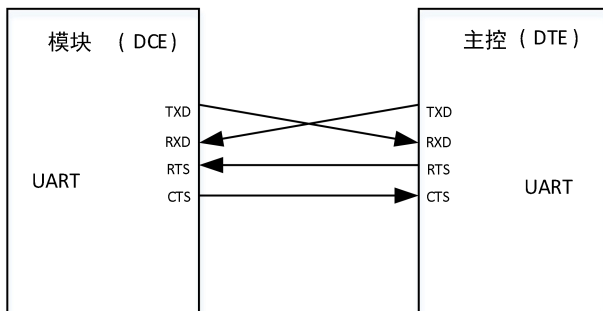 模块 （DCE）
TXD
RXD
RTS
CTS
UART
主控（DTE）
TXD
RXD
RTS
CTS
UART